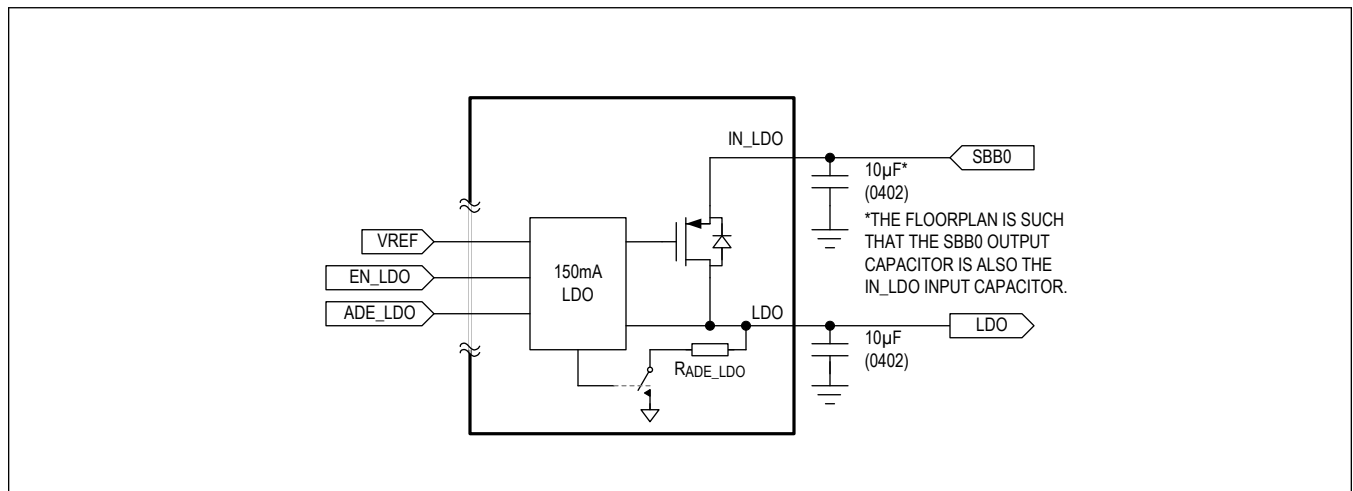 IN_LDO
SBB0
10µF*
(0402)
*THE FLOORPLAN IS SUCH
THAT THE SBB0 OUTPUT
CAPACITOR IS ALSO THE
IN_LDO INPUT CAPACITOR.
VREF
EN_LDO
ADE_LDO
150mA
LDO
LDO
LDO
10µF
(0402)
RADE_LDO